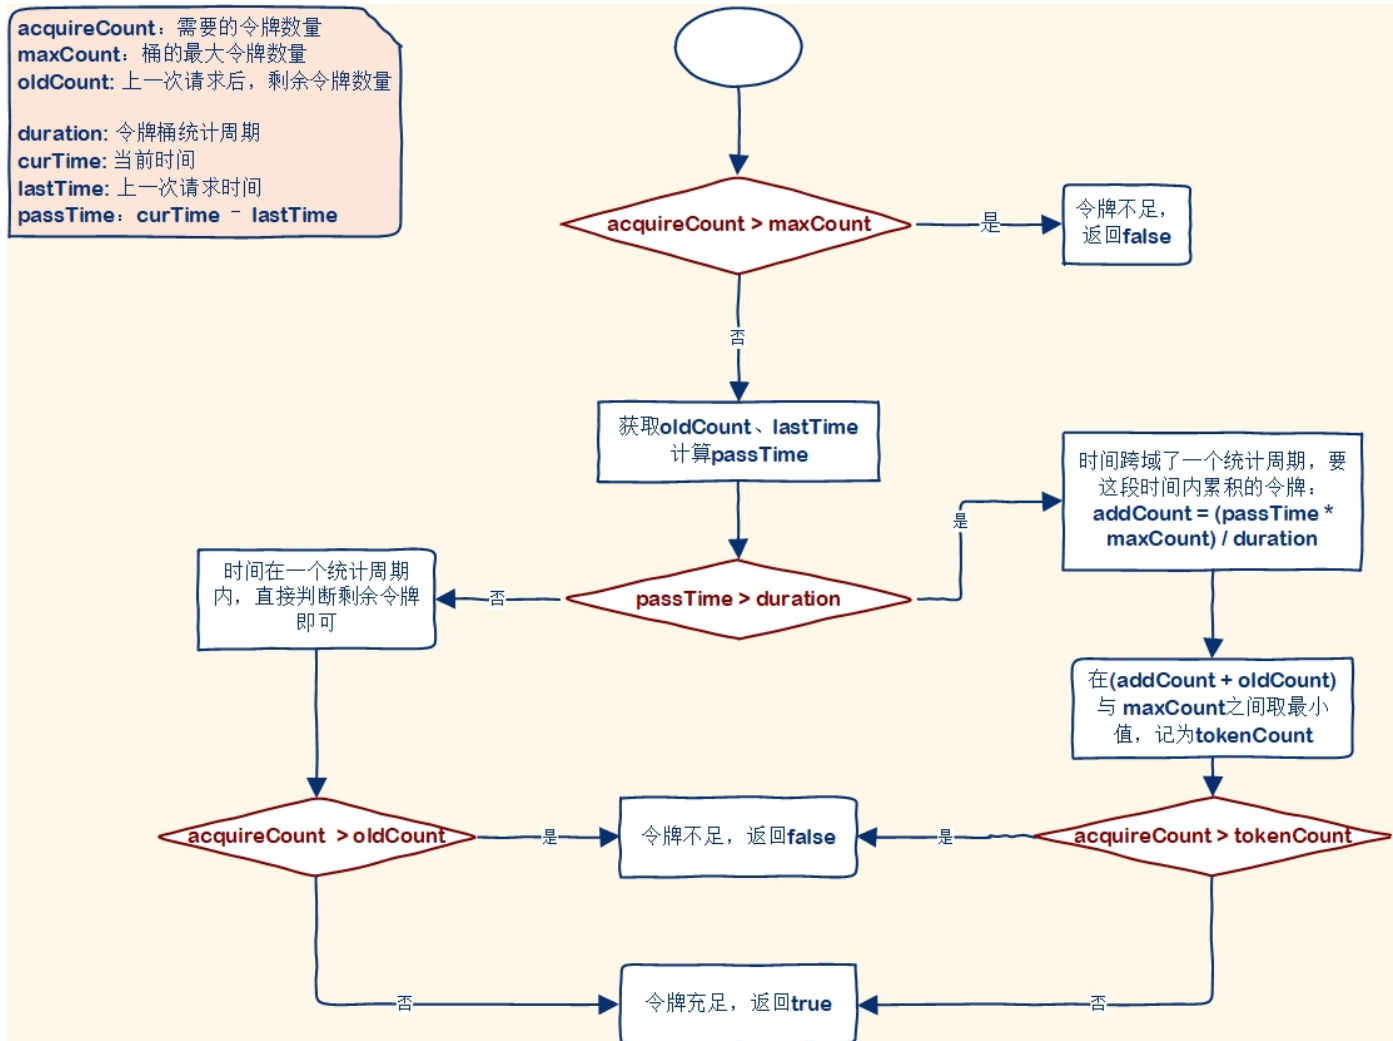 acquireCount：需要的令牌数量
maxCount：桶的最大令牌数量
oldCount: 上一次请求后，剩余令牌数量
duration: 令牌桶统计周期
curTime: 当前时间
lastTime: 上一次请求时间
passTime：curTime － lastTime
acquireCount > maxCount
是
令牌不足，
返回false
否
获取oldCount、lastTime
计算passTime
时间跨域了一个统计周期，要
这段时间内累积的令牌：
addCount = (passTime *
maxCount) / duration
是
passTime > duration
否
时间在一个统计周期
内，直接判断剩余令牌
即可
在(addCount + oldCount)
与 maxCount之间取最小
值，记为tokenCount
acquireCount > oldCount
是
令牌不足，返回false
是
acquireCount > tokenCount
否
令牌充足，返回true
否